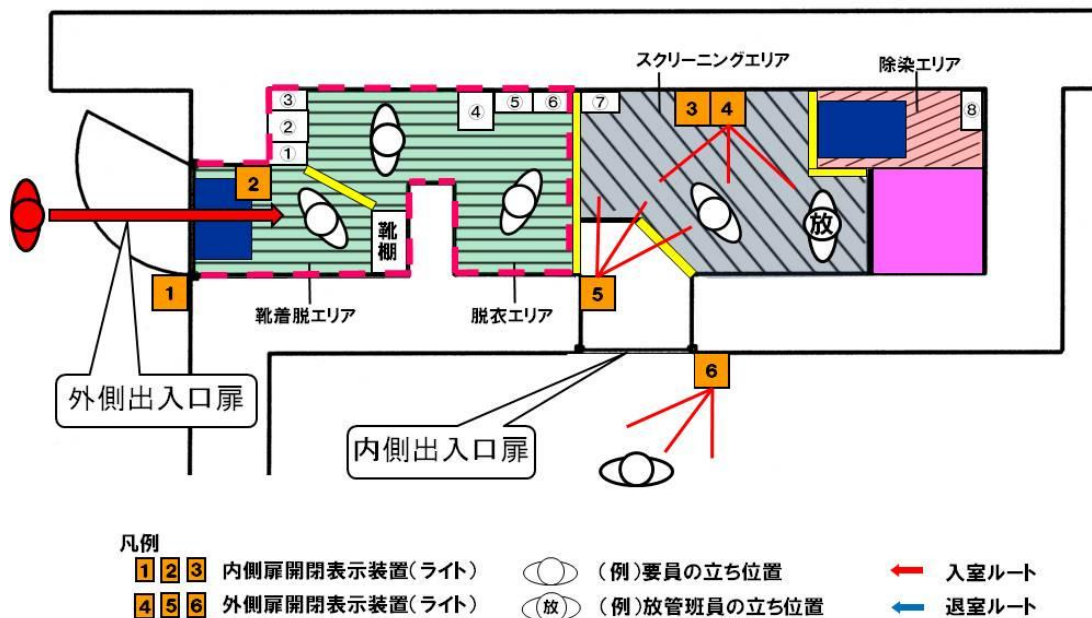 スクリーニングエリア
除染エリア
③
②
①
④
⑤
⑥
⑦
3
4
⑧
2
靴棚
放
1
5
靴着脱エリア
脱衣エリア
6
外側出入口扉
内側出入口扉
凡例
1 2 3 内側扉開閉表示装置(ライト)
(例)要員の立ち位置
入室ルート
4 5 6 外側扉開閉表示装置(ライト)
放 (例)放管班員の立ち位置
退室ルート